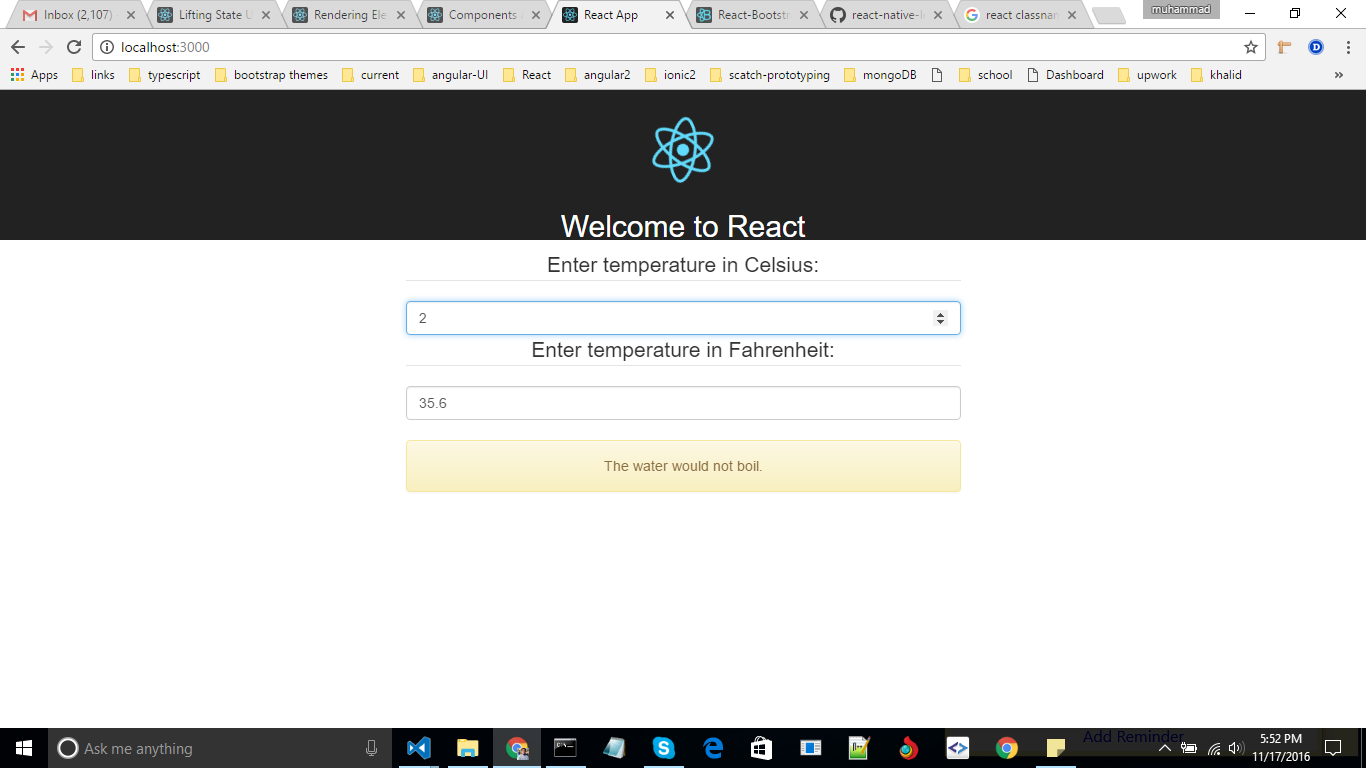 Inbox (2,107) Lifting State U Rendering Ele Components React App React-Bootstr react-native- react classnar muhammad
localhost:3000
Apps links typescript bootstrap themes current angular-UI React angular2 ionic2 scatch-prototyping mongoDB school Dashboard upwork khalid »
Welcome to React
Enter temperature in Celsius:
2
Enter temperature in Fahrenheit:
35.6
The water would not boil.
Add Reminder
Ask me anything 5:52 PM
11/17/2016